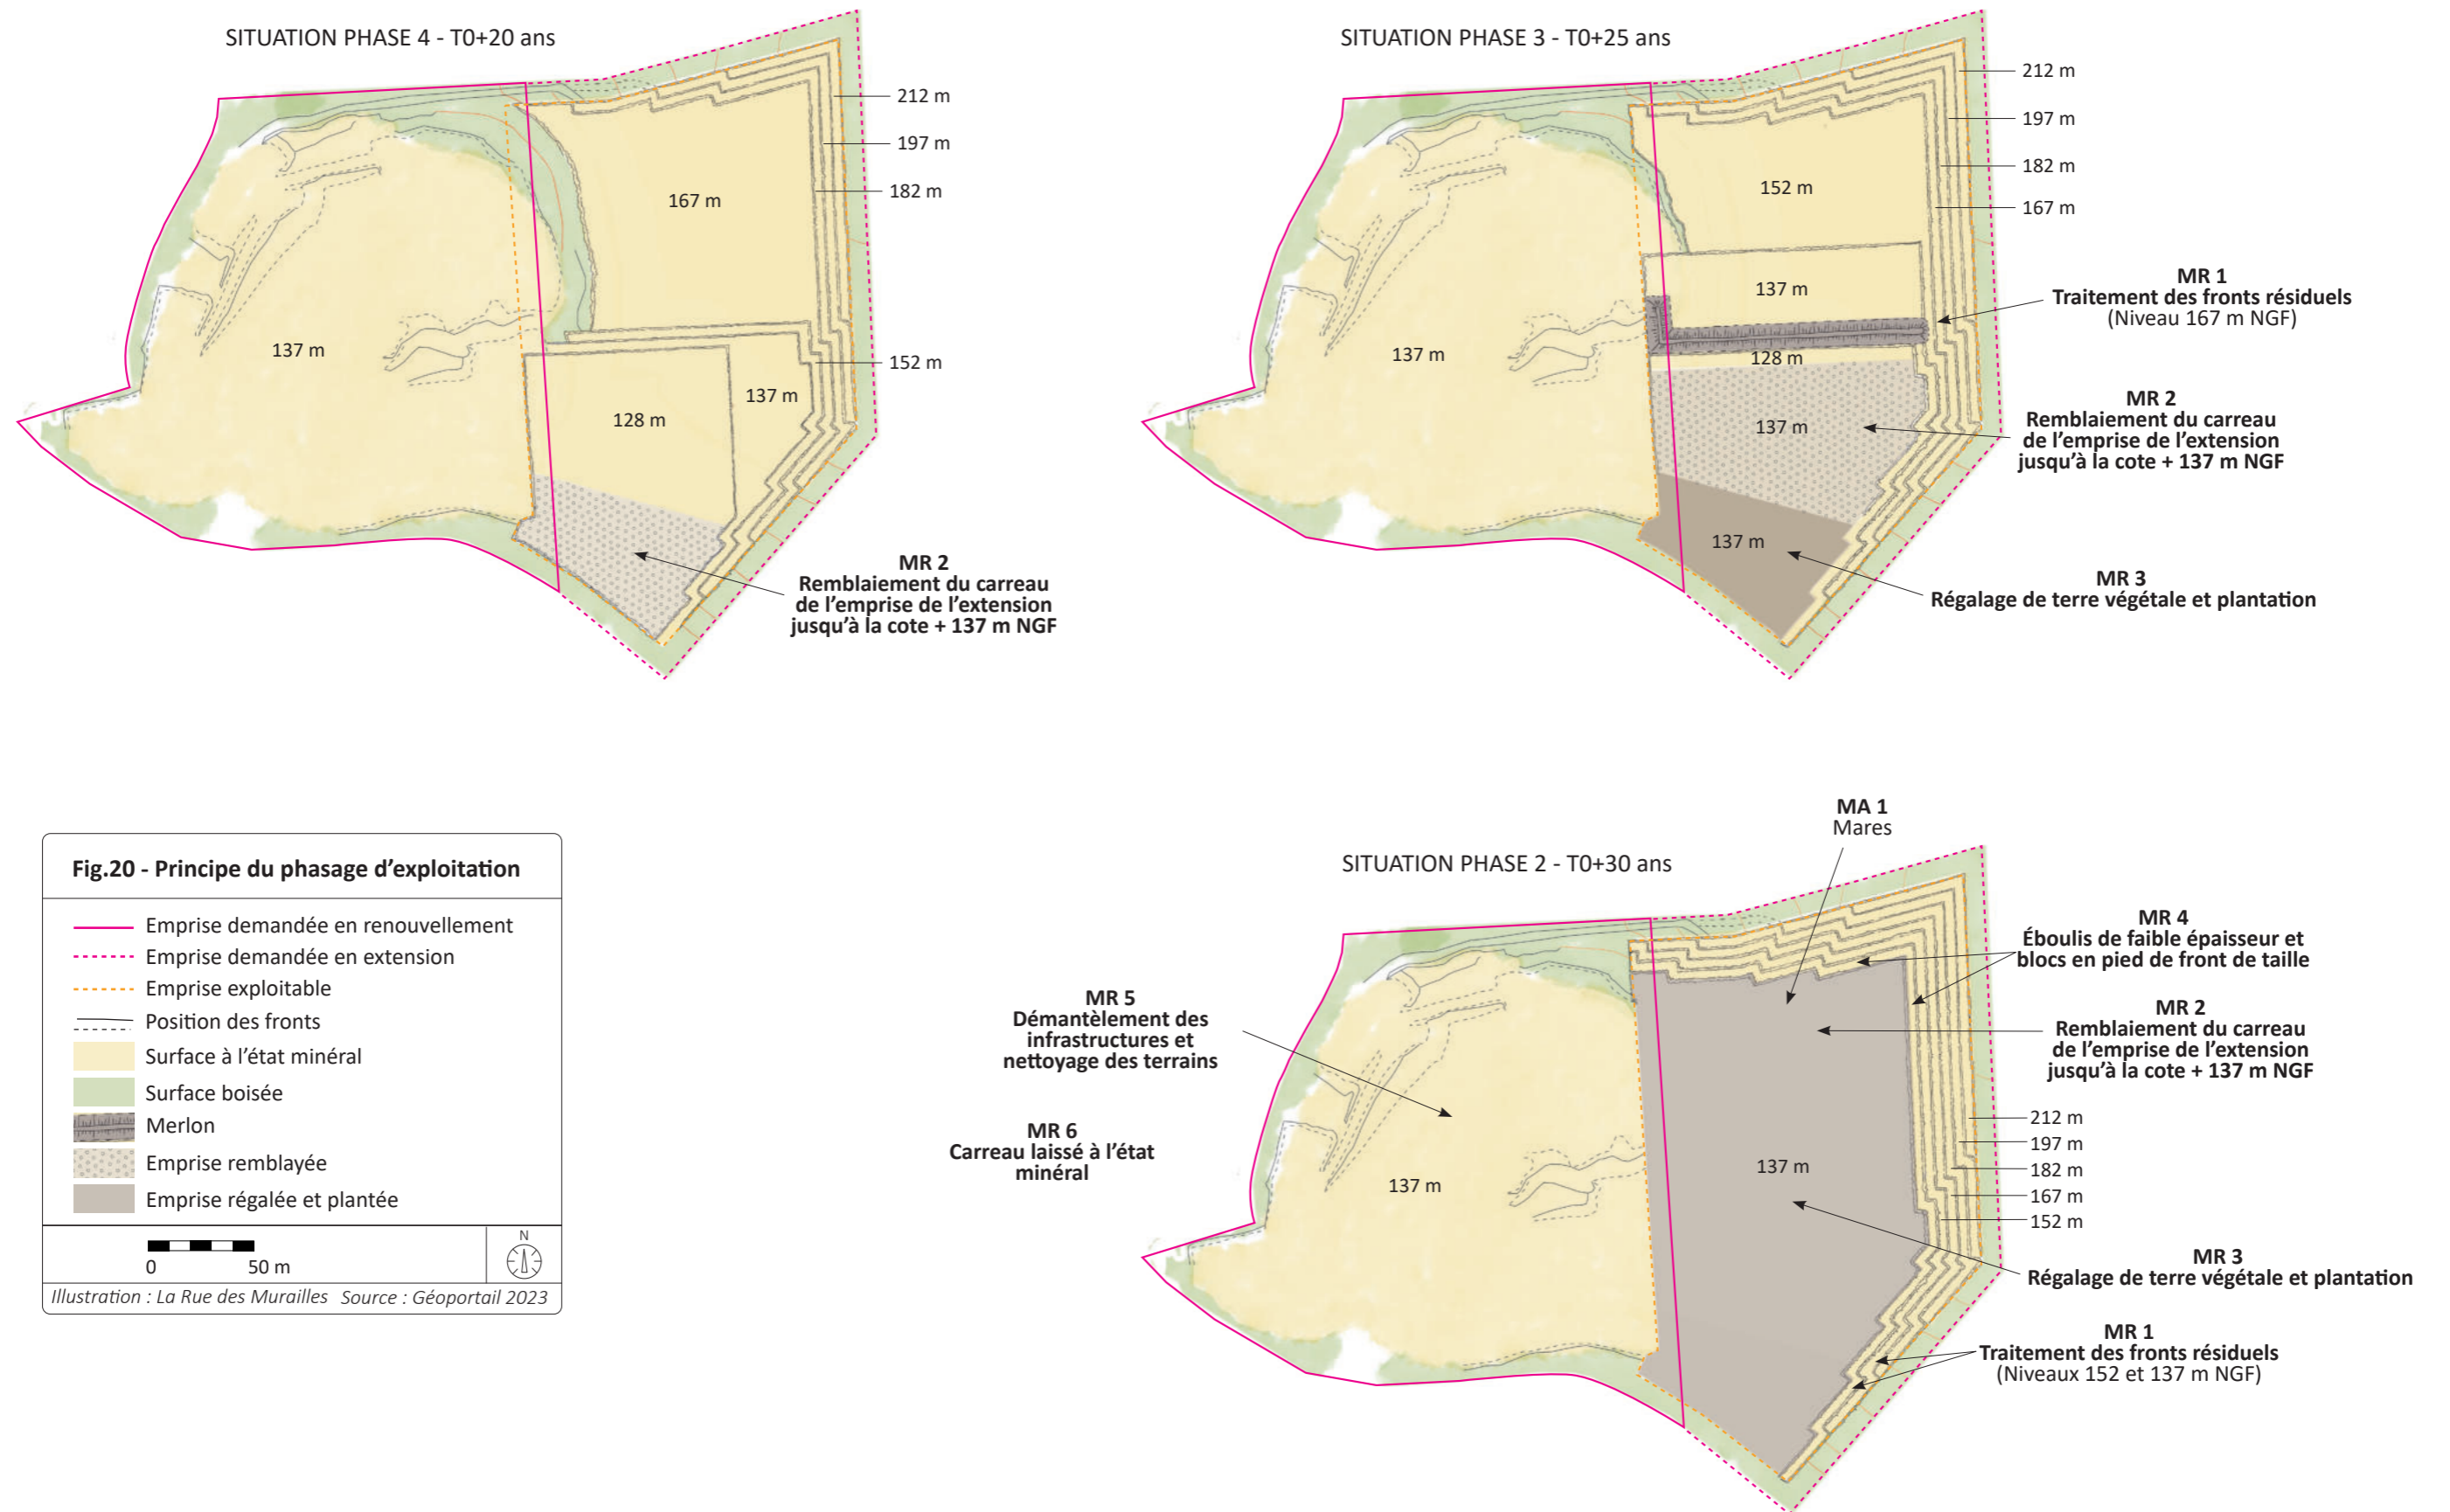 SITUATION PHASE 4 - T0+20 ans
212 m
197 m
182 m
167 m
152 m
137 m
137 m
128 m
MR 2
Remblaiement du carreau
de l'emprise de l'extension
jusqu'à la cote + 137 m NGF
SITUATION PHASE 3 - T0+25 ans
212 m
197 m
182 m
167 m
152 m
137 m
137 m
128 m
137 m
137 m
MR 1
Traitement des fronts résiduels
(Niveau 167 m NGF)
MR 2
Remblaiement du carreau
de l'emprise de l'extension
jusqu'à la cote + 137 m NGF
MR 3
Régalage de terre végétale et plantation
Fig.20 - Principe du phasage d'exploitation
Emprise demandée en renouvellement
Emprise demandée en extension
Emprise exploitable
Position des fronts
Surface à l'état minéral
Surface boisée
Merlon
Emprise remblayée
Emprise régalée et plantée
0 50 m
N
Illustration : La Rue des Murailles Source : Géoportail 2023
SITUATION PHASE 2 - T0+30 ans
MA 1
Mares
MR 4
Éboulis de faible épaisseur et
blocs en pied de front de taille
MR 5
Démantèlement des
infrastructures et
nettoyage des terrains
MR 2
Remblaiement du carreau
de l'emprise de l'extension
jusqu'à la cote + 137 m NGF
MR 6
Carreau laissé à l'état
minéral
137 m
137 m
212 m
197 m
182 m
167 m
152 m
MR 3
Régalage de terre végétale et plantation
MR 1
Traitement des fronts résiduels
(Niveaux 152 et 137 m NGF)